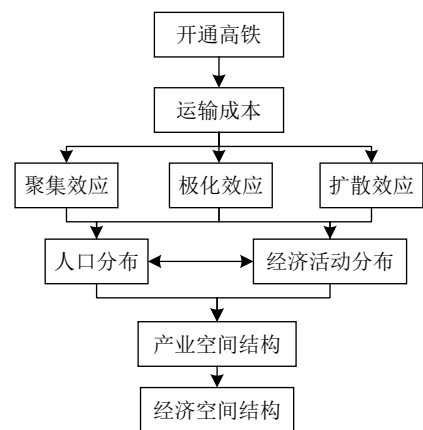 开通高铁
运输成本
聚集效应
极化效应
扩散效应
人口分布
经济活动分布
产业空间结构
经济空间结构